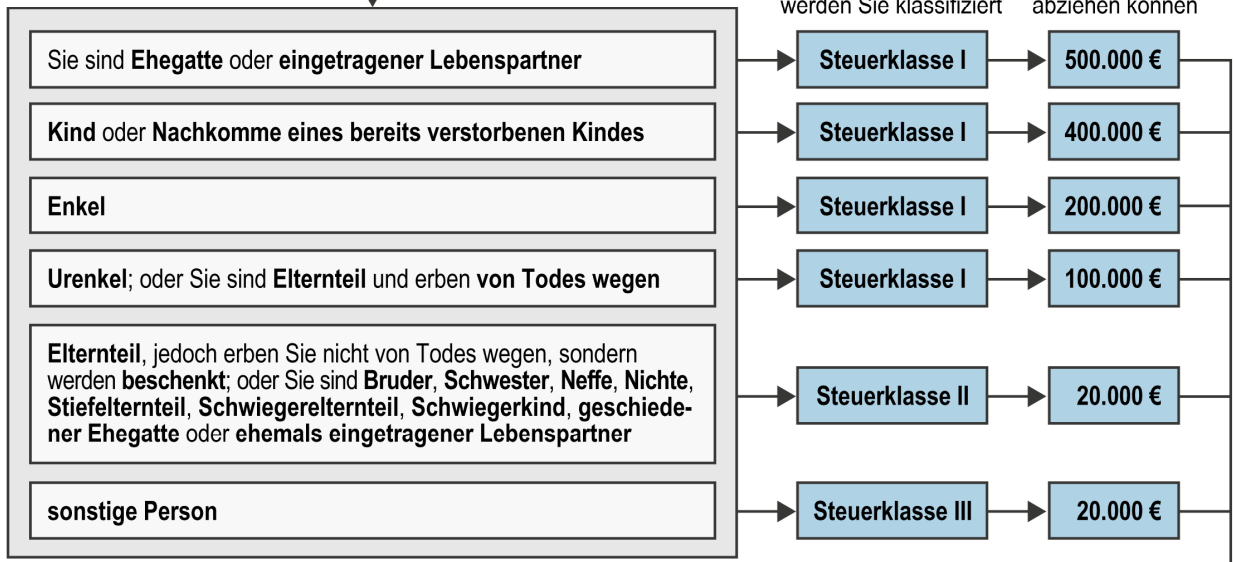 werden Sie klassifiziert abziehen können
Sie sind Ehegatte oder eingetragener Lebenspartner
Steuerklasse I
500.000 €
Kind oder Nachkomme eines bereits verstorbenen Kindes
Steuerklasse I
400.000 €
Enkel
Steuerklasse I
200.000 €
Urenkel; oder Sie sind Elternteil und erben von Todes wegen
Steuerklasse I
100.000 €
Elternteil, jedoch erben Sie nicht von Todes wegen, sondern
werden beschenkt; oder Sie sind Bruder, Schwester, Neffe, Nichte,
Stiefelternteil, Schwiegerelternteil, Schwiegerkind, geschiede-
ner Ehegatte oder ehemals eingetragener Lebenspartner
Steuerklasse II
20.000 €
sonstige Person
Steuerklasse III
20.000 €